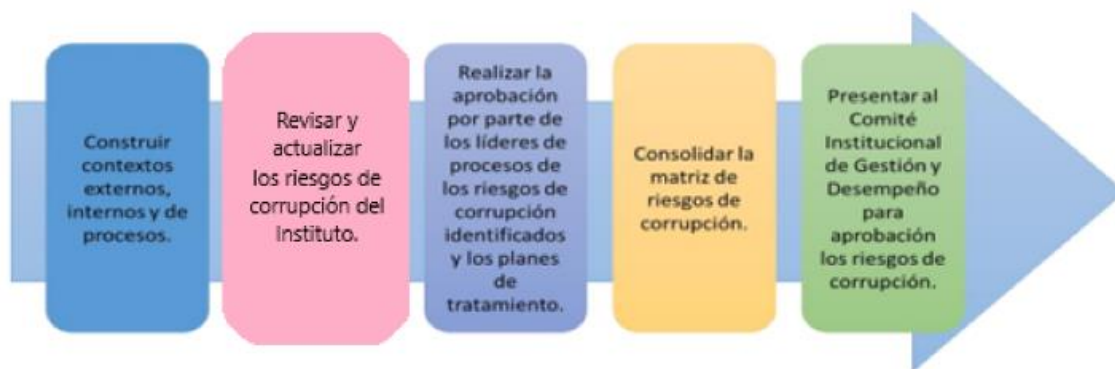 Construir
contextos
externos,
internos y de
procesos.
Revisar y
actualizar
los riesgos de
corrupción del
Instituto.
Realizar la
aprobación
por parte de
los líderes de
procesos de
los riesgos de
corrupción
identificados
y los planes
de
tratamiento.
Consolidar la
matriz de
riesgos de
corrupción.
Presentar al
Comité
Institucional
de Gestión y
Desempeño
para
aprobación
los riesgos de
corrupción.